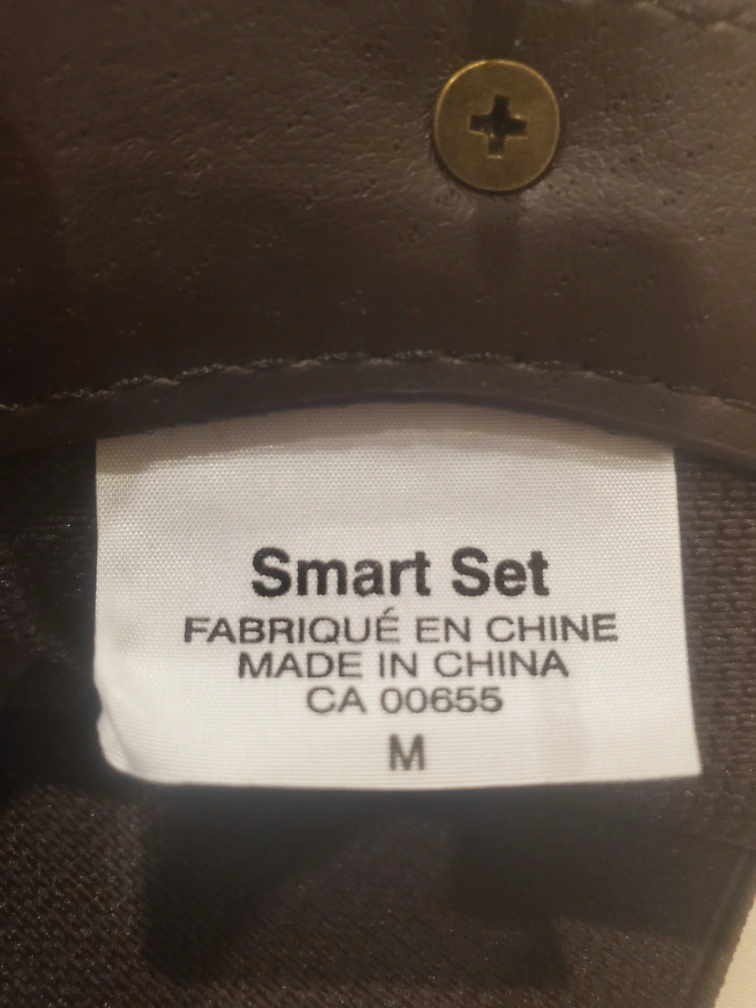 Smart Set
FABRIQUÉ EN CHINE
MADE IN CHINA
CA 00655
M